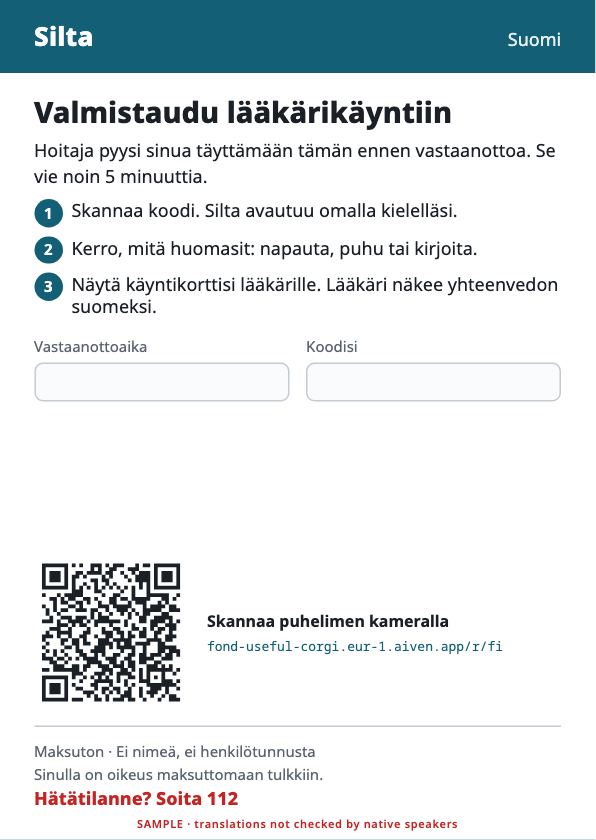 Silta
Suomi
Valmistaudu lääkärikäyntiin
Hoitaja pyysi sinua täyttämään tämän ennen vastaanottoa. Se
vie noin 5 minuuttia.
1 Skannaa koodi. Silta avautuu omalla kielelläsi.
2 Kerro, mitä huomasit: napauta, puhu tai kirjoita.
3 Näytä käyntikorttisi lääkärille. Lääkäri näkee yhteenvedon
suomeksi.
Vastaanottoaika
Koodisi
Skannaa puhelimen kameralla
fond-useful-corgi.eur-1.aiven.app/r/fi
Maksuton · Ei nimeä, ei henkilötunnusta
Sinulla on oikeus maksuttomaan tulkkiin.
Hätätilanne? Soita 112
SAMPLE · translations not checked by native speakers